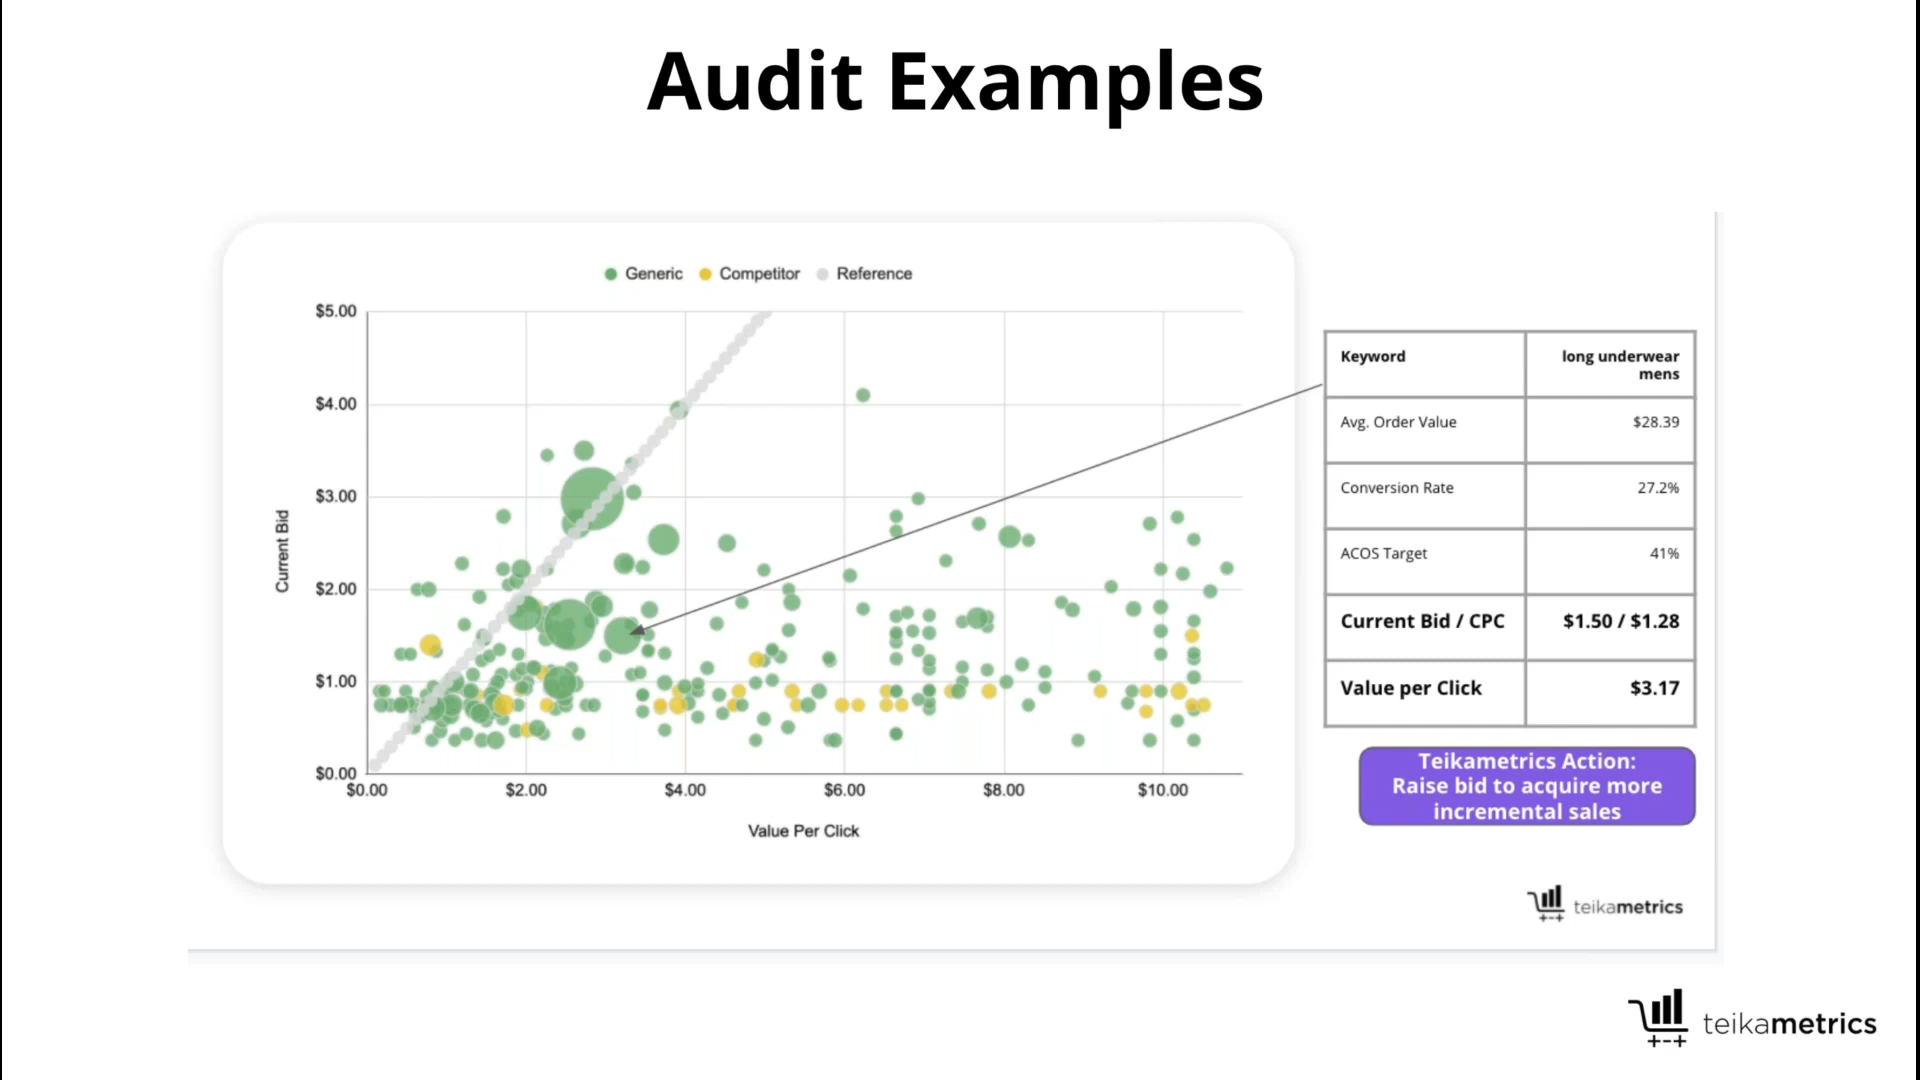 Audit Examples
Generic Competitor Reference
$5.00
$4.00
$3.00
$2.00
$1.00
$0.00
Current Bid
$0.00 $2.00 $4.00 $6.00 $8.00 $10.00
Value Per Click
Keyword long underwear
mens
Avg. Order Value $28.39
Conversion Rate 27.2%
ACOS Target 41%
Current Bid / CPC $1.50 / $1.28
Value per Click $3.17
Teikametrics Action:
Raise bid to acquire more
incremental sales
teikametrics
teikametrics